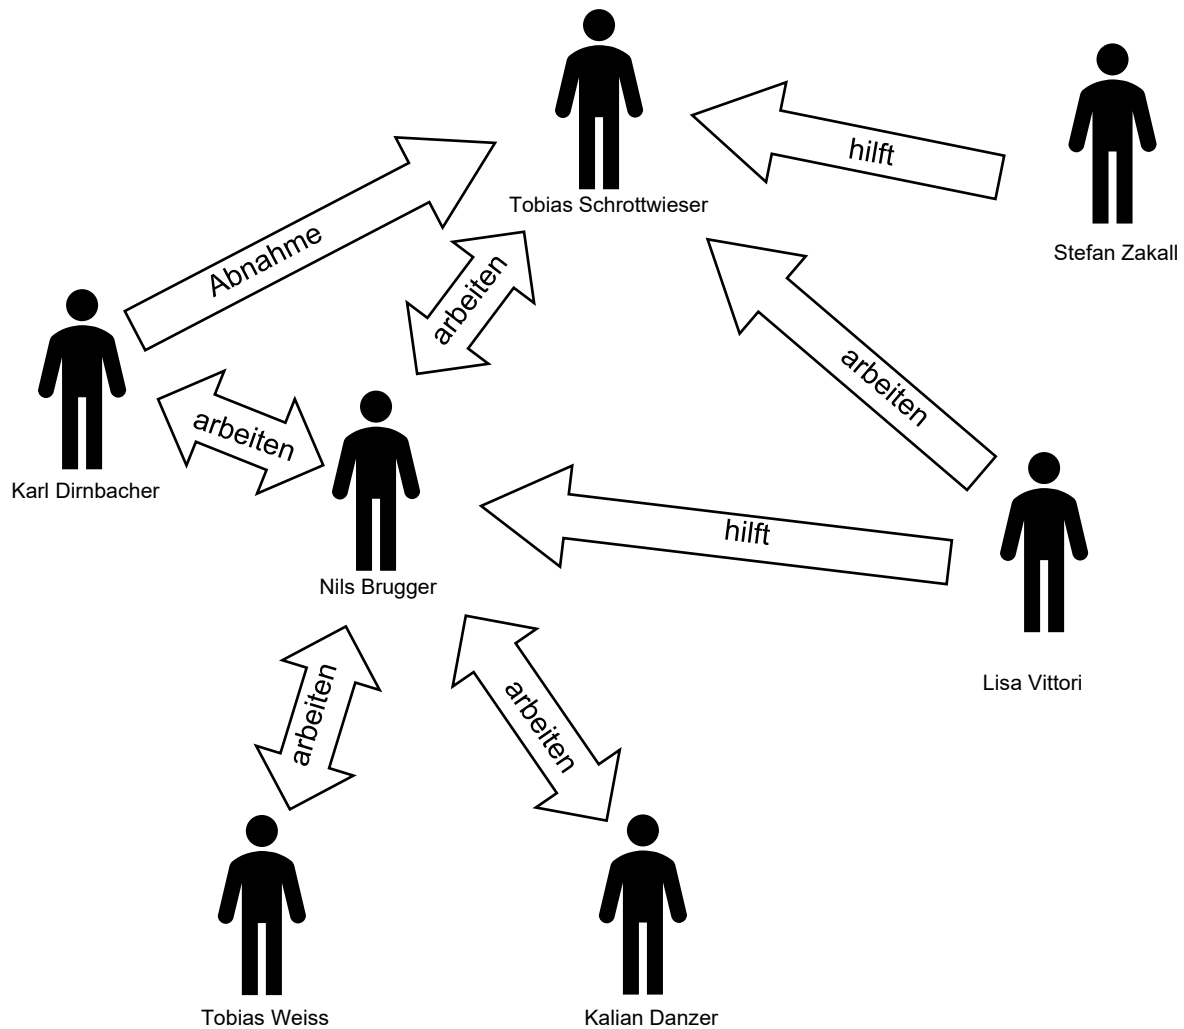 hilft
Tobias Schrottwieser
Stefan Zakall
Abnahme
arbeiten
arbeiten
arbeiten
Karl Dirnbacher
hilft
Nils Brugger
Lisa Vittori
arbeiten
arbeiten
Tobias Weiss
Kalian Danzer